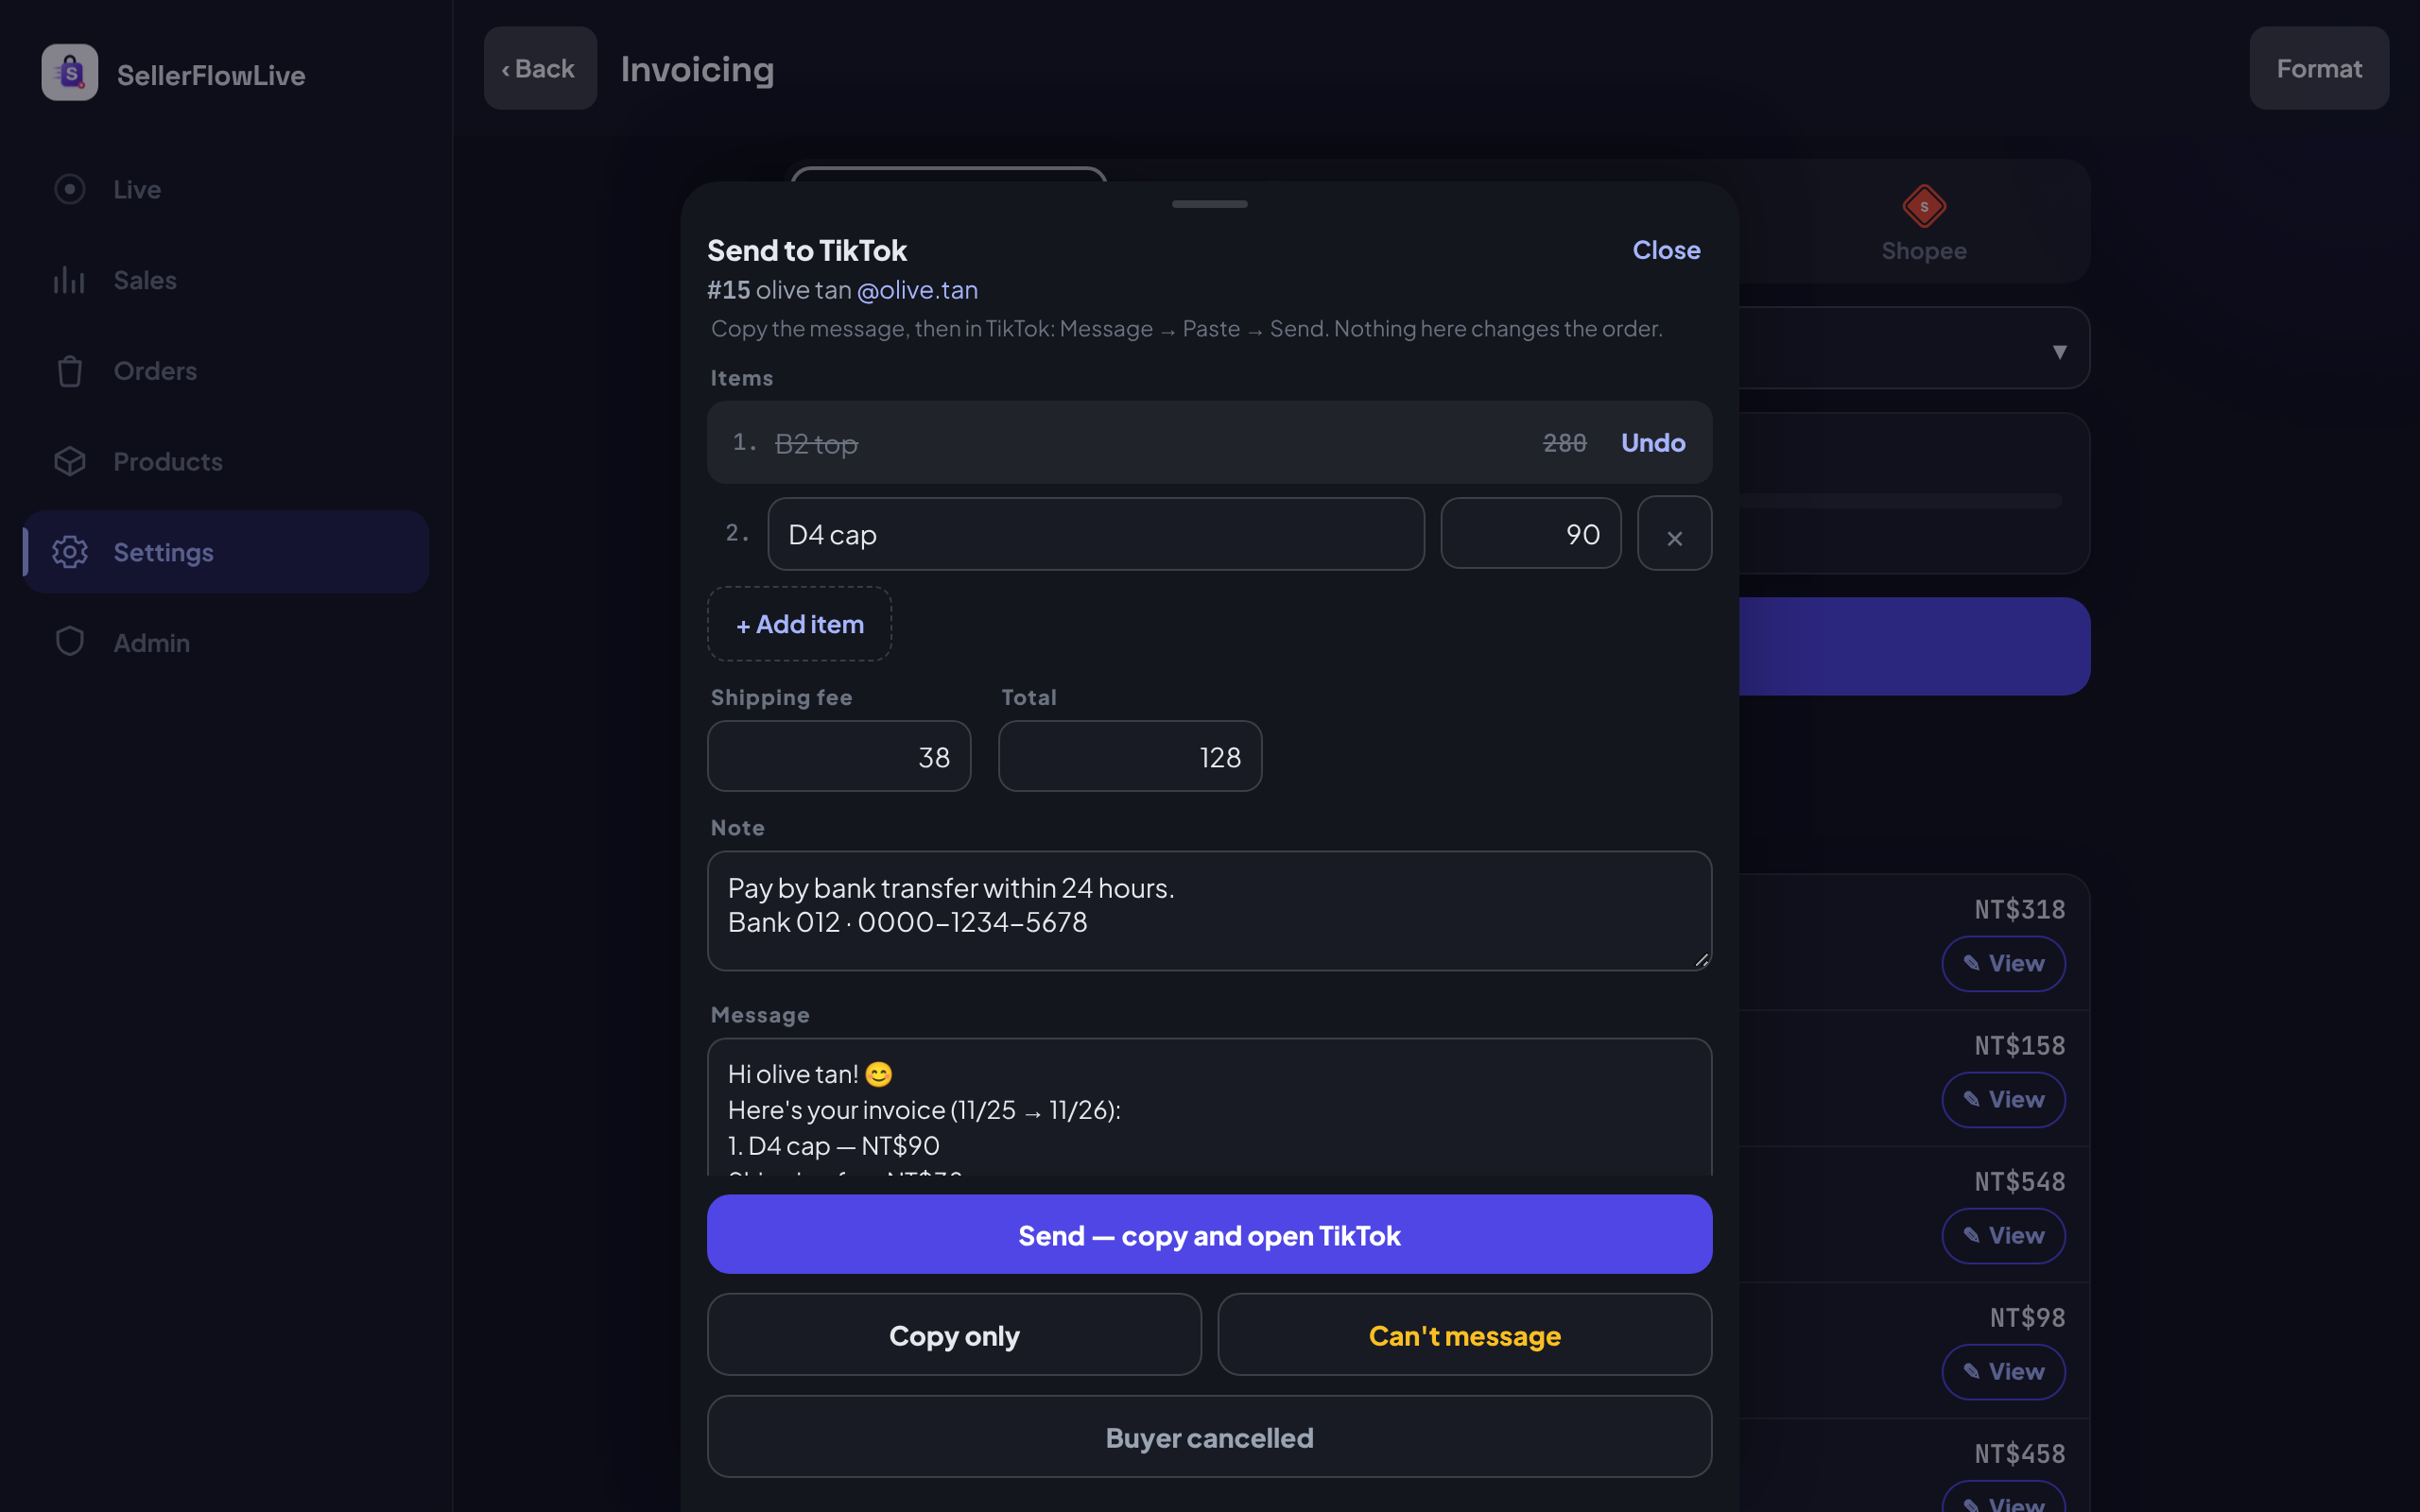 SellerFlowLive
Live
Sales
Orders
Products
Settings
Admin
‹ Back
Invoicing
Format
S
Shopee
Send to TikTok
Close
#15 olive tan @olive.tan
Copy the message, then in TikTok: Message → Paste → Send. Nothing here changes the order.
Items
1. B2 top 280 Undo
2. D4 cap 90 ×
+ Add item
Shipping fee
Total
38
128
Note
Pay by bank transfer within 24 hours.
Bank 012 · 0000-1234-5678
Message
Hi olive tan! 😊
Here's your invoice (11/25 → 11/26):
1. D4 cap — NT$90
Send — copy and open TikTok
Copy only
Can't message
Buyer cancelled
NT$318
✎ View
NT$158
✎ View
NT$548
✎ View
NT$98
✎ View
NT$458
✎ View